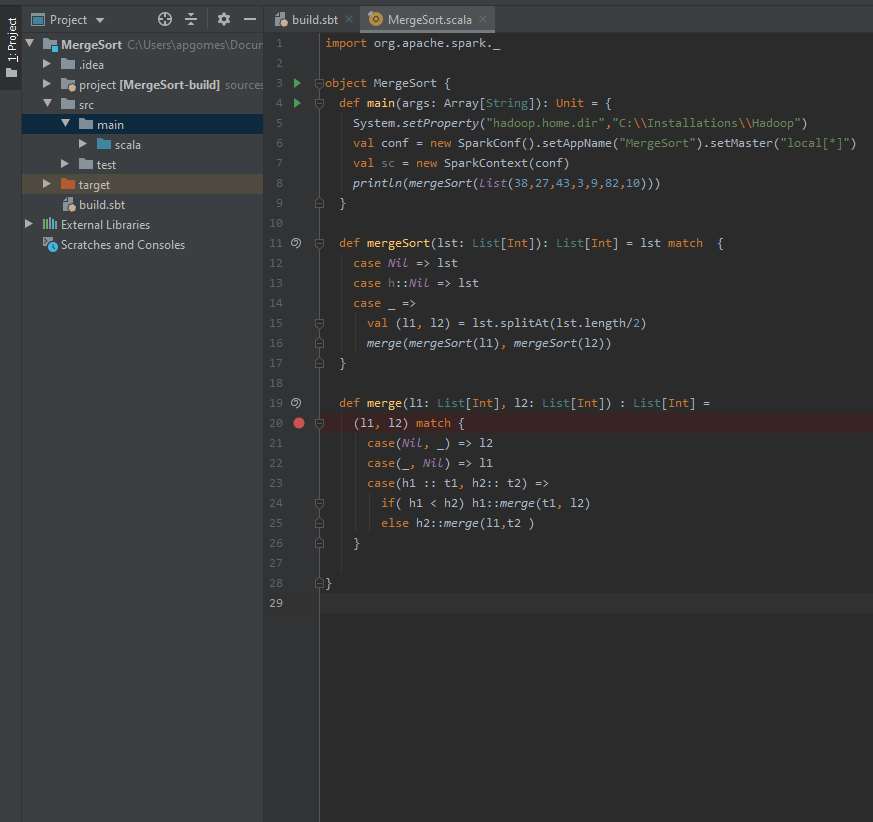 Project
build.sbt
MergeSort.scala
1: Project
MergeSort C:\Users\apgomes\Docur
.idea
project [MergeSort-build] sources
src
main
scala
test
target
build.sbt
External Libraries
Scratches and Consoles
1 import org.apache.spark._
2
3 object MergeSort {
4 def main(args: Array[String]): Unit = {
5 System.setProperty("hadoop.home.dir","C:\\Installations\\Hadoop")
6 val conf = new SparkConf().setAppName("MergeSort").setMaster("local[*]")
7 val sc = new SparkContext(conf)
8 println(mergeSort(List(38,27,43,3,9,82,10)))
9 }
10
11 def mergeSort(lst: List[Int]): List[Int] = lst match  {
12 case Nil => lst
13 case h::Nil => lst
14 case _ =>
15 val (l1, l2) = lst.splitAt(lst.length/2)
16 merge(mergeSort(l1), mergeSort(l2))
17 }
18
19 def merge(l1: List[Int], l2: List[Int]) : List[Int] =
20 (l1, l2) match {
21 case(Nil, _) => l2
22 case(_, Nil) => l1
23 case(h1 :: t1, h2:: t2) =>
24 if( h1 < h2) h1::merge(t1, l2)
25 else h2::merge(l1,t2 )
26 }
27
28 }
29